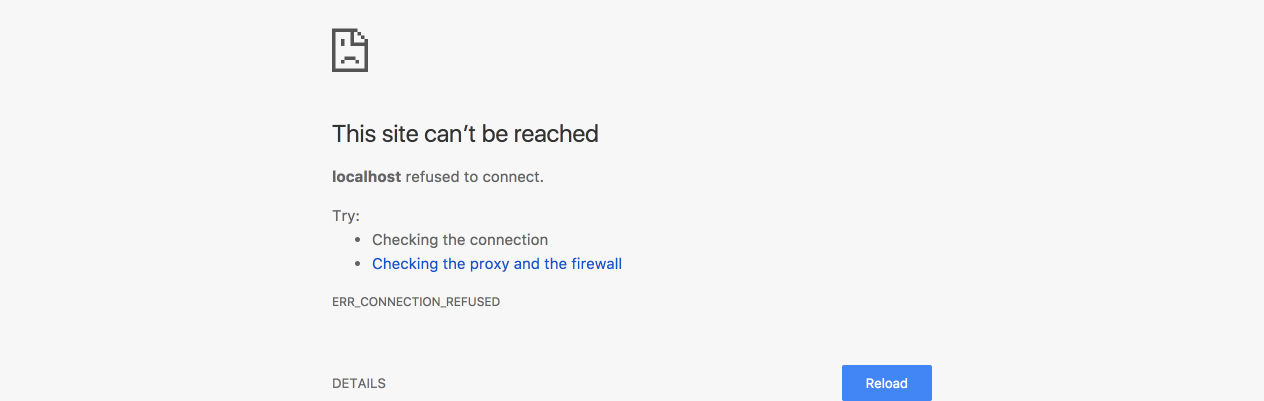 This site can’t be reached
localhost refused to connect.
Try:
• Checking the connection
• Checking the proxy and the firewall
ERR_CONNECTION_REFUSED
DETAILS
Reload